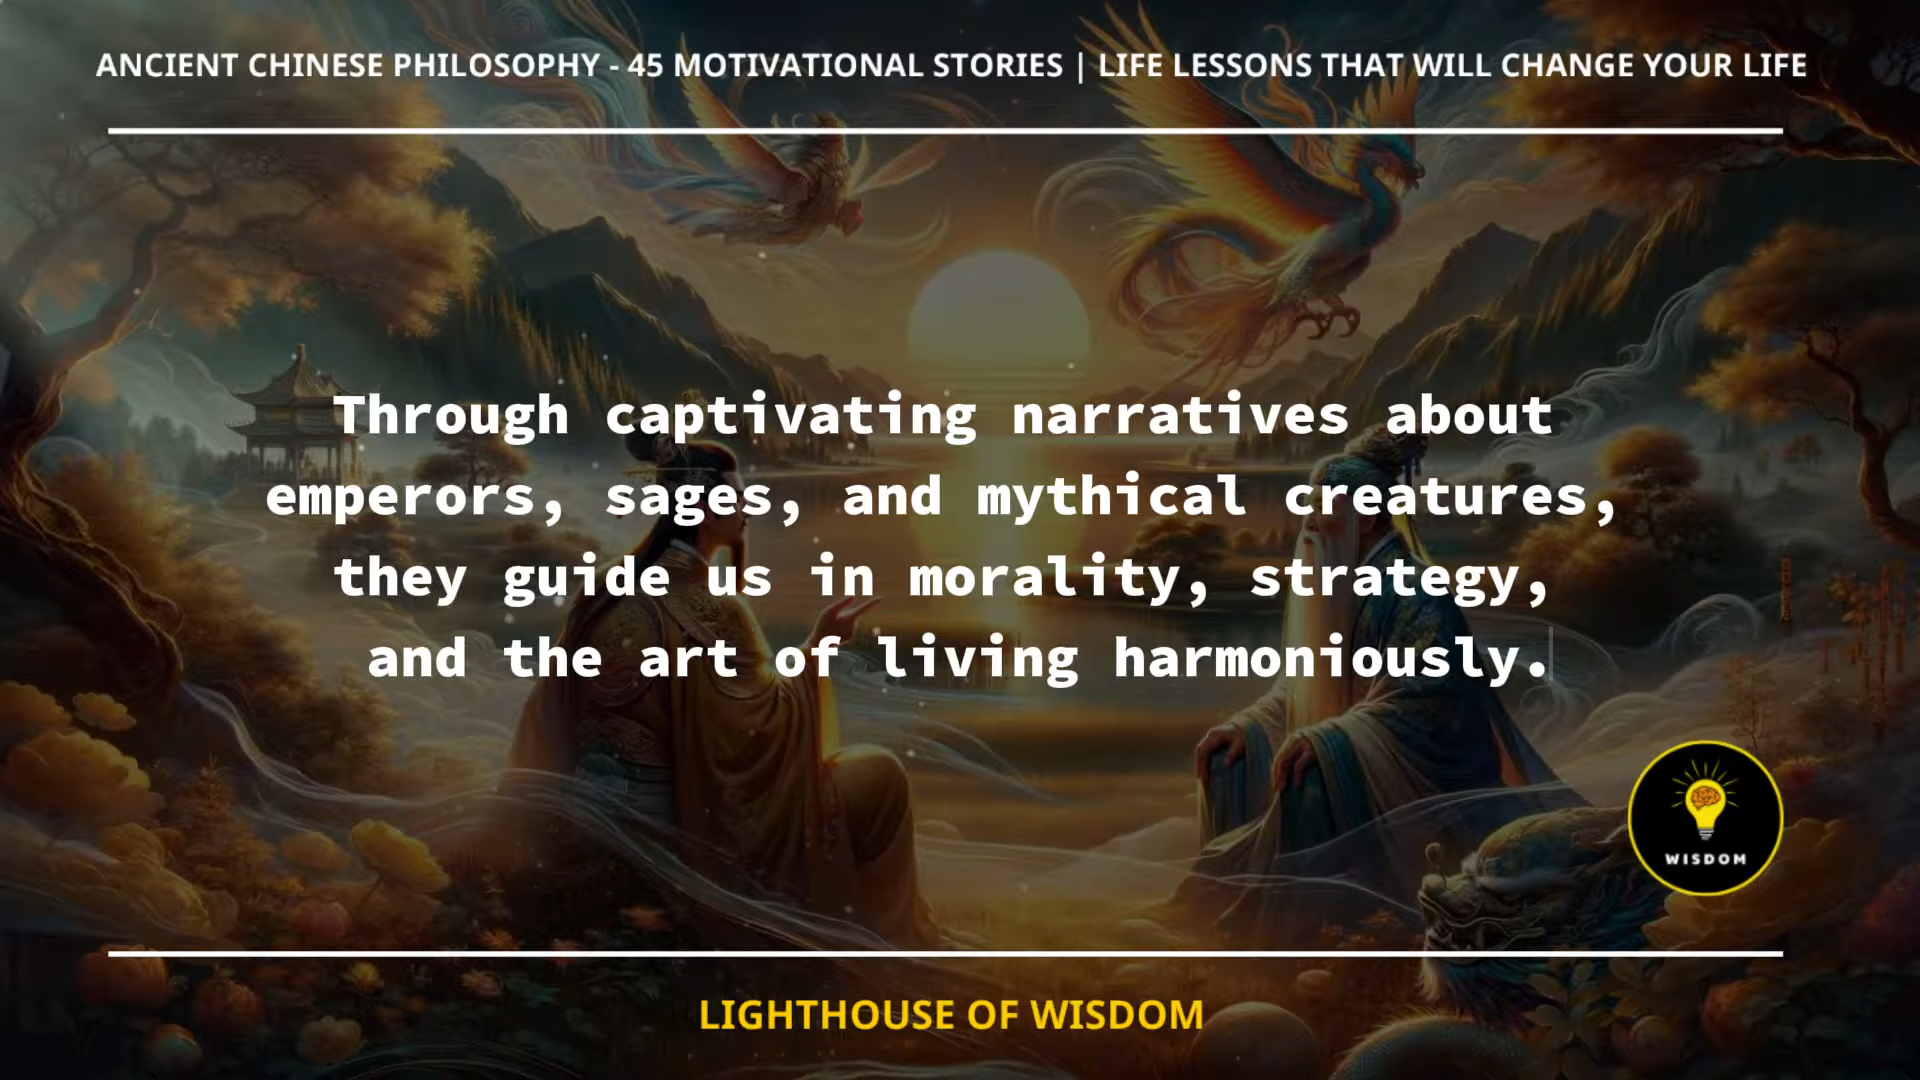 ANCIENT CHINESE PHILOSOPHY - 45 MOTIVATIONAL STORIES | LIFE LESSONS THAT WILL CHANGE YOUR LIFE
Through captivating narratives about
emperors, sages, and mythical creatures,
they guide us in morality, strategy,
and the art of living harmoniously.
WISDOM
LIGHTHOUSE OF WISDOM